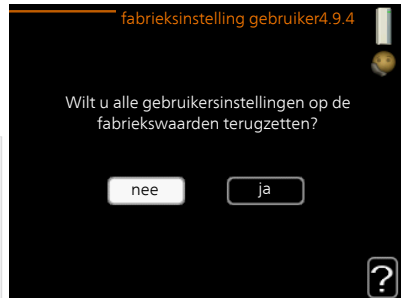 fabrieksinstelling gebruiker4.9.4
Wilt u alle gebruikersinstellingen op de
fabriekswaarden terugzetten?
nee
ja
?